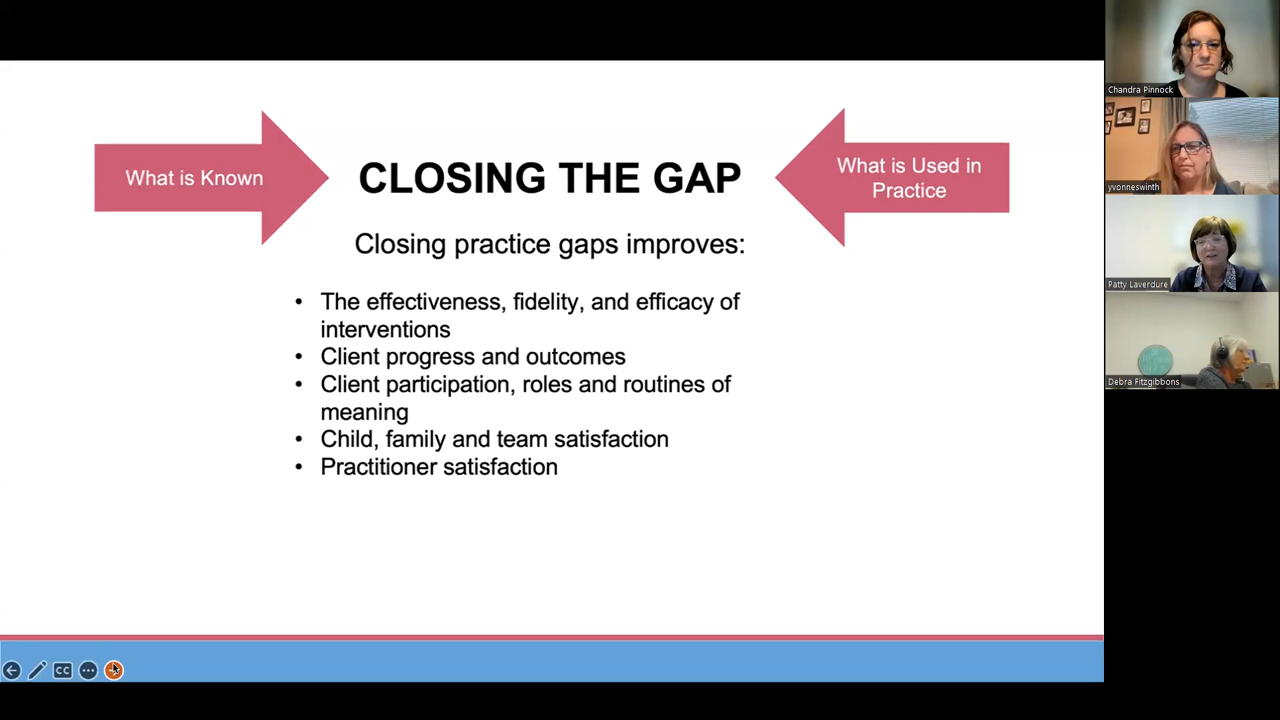 What is Known
CLOSING THE GAP
What is Used in
Practice
Closing practice gaps improves:
• The effectiveness, fidelity, and efficacy of
interventions
• Client progress and outcomes
• Client participation, roles and routines of
meaning
• Child, family and team satisfaction
• Practitioner satisfaction
CC
Chandra Pinnock
yvonneswinth
Patty Laverdure
Debra Fitzgibbons